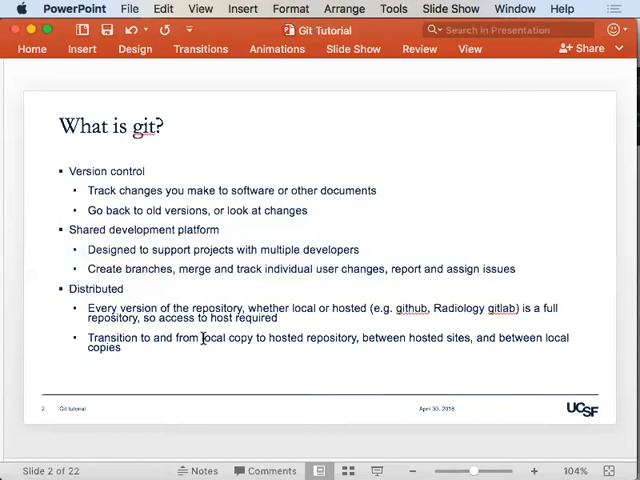 PowerPoint File Edit View Insert Format Arrange Tools Slide Show Window Help
Git Tutorial Search in Presentation
Home Insert Design Transitions Animations Slide Show Review View Share
What is git?
▪ Version control
• Track changes you make to software or other documents
• Go back to old versions, or look at changes
▪ Shared development platform
• Designed to support projects with multiple developers
• Create branches, merge and track individual user changes, report and assign issues
▪ Distributed
• Every version of the repository, whether local or hosted (e.g. github, Radiology gitlab) is a full
repository, so access to host required
• Transition to and from local copy to hosted repository, between hosted sites, and between local
copies
2 Git tutorial April 30, 2018 UCSF
Slide 2 of 22 Notes Comments 104%